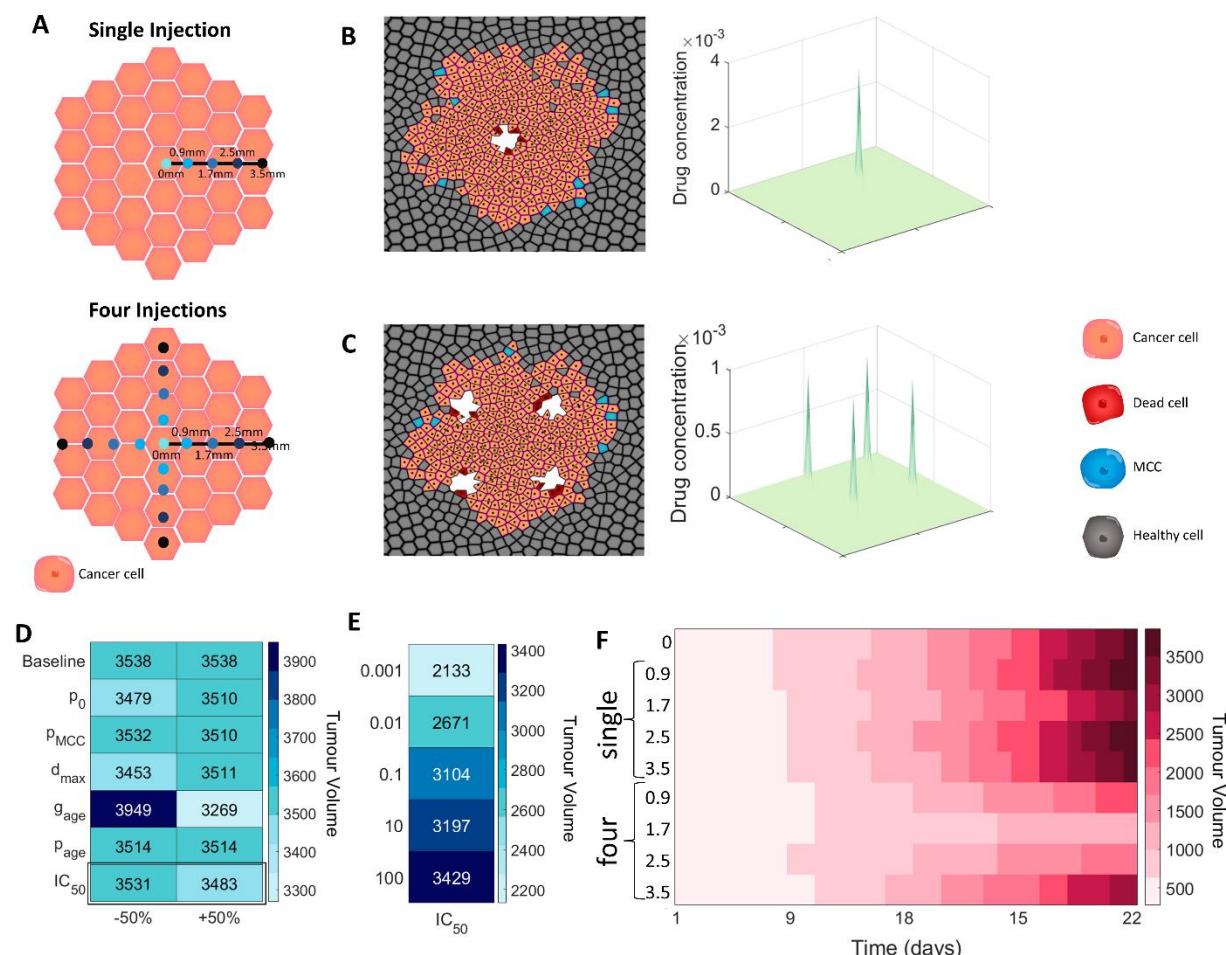 A
Single Injection
0.9mm 2.5mm
0mm 1.7mm 3.5mm
Four Injections
0.9mm 2.5mm
0mm 1.7mm 3.5mm
Cancer cell
B
×10-3
4
2
0
Drug concentration
C
×10-3
1
0.5
0
Drug concentration
Cancer cell
Dead cell
MCC
Healthy cell
D
Baseline 3538 3538
p0 3479 3510
pMCC 3532 3510
dmax 3453 3511
gage 3949 3269
page 3514 3514
IC50 3531 3483
-50% +50%
3900
3800
3700
3600
3500
3400
3300
Tumour Volume
E
0.001 2133
0.01 2671
0.1 3104
10 3197
100 3429
IC50
3400
3200
3000
2800
2600
2400
2200
Tumour Volume
F
single
four
0
0.9
1.7
2.5
3.5
0.9
1.7
2.5
3.5
1 9 18 15 22
Time (days)
3500
3000
2500
2000
1500
1000
500
Tumour Volume